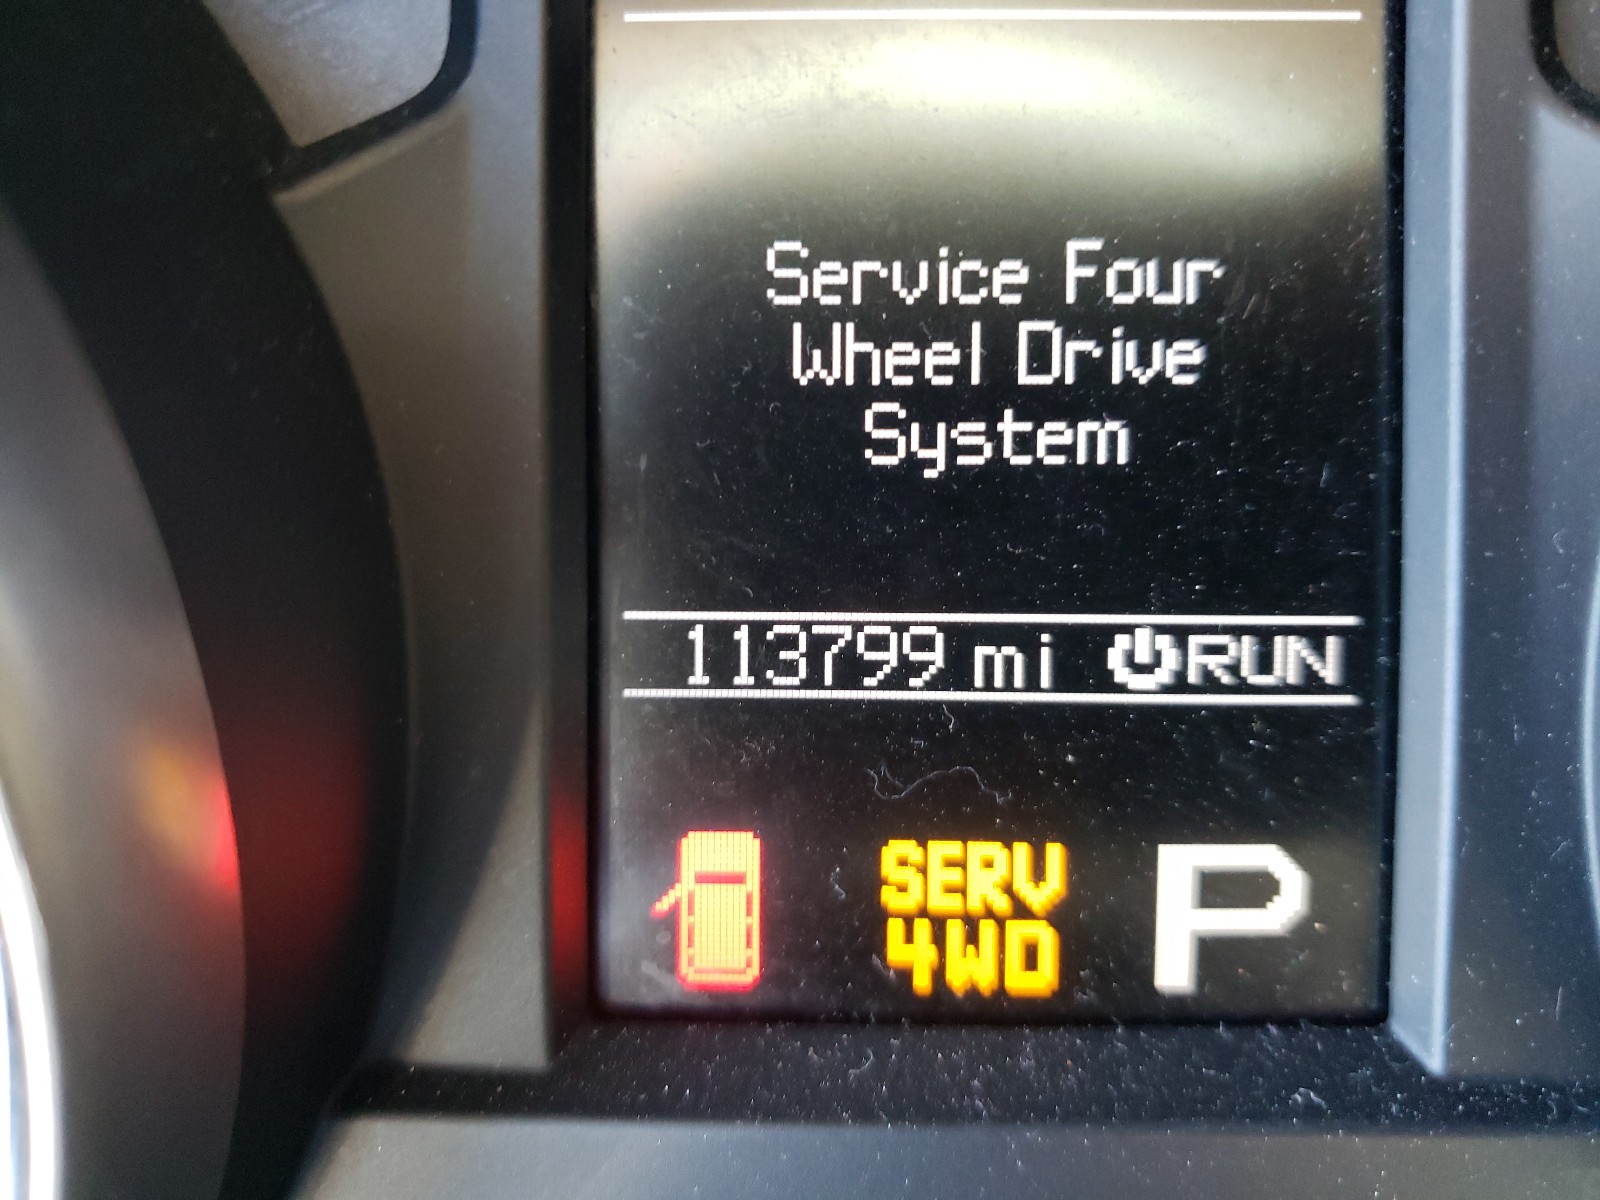 Service Four
Wheel Drive
System
113799 mi RUN
SERV
4WD
P